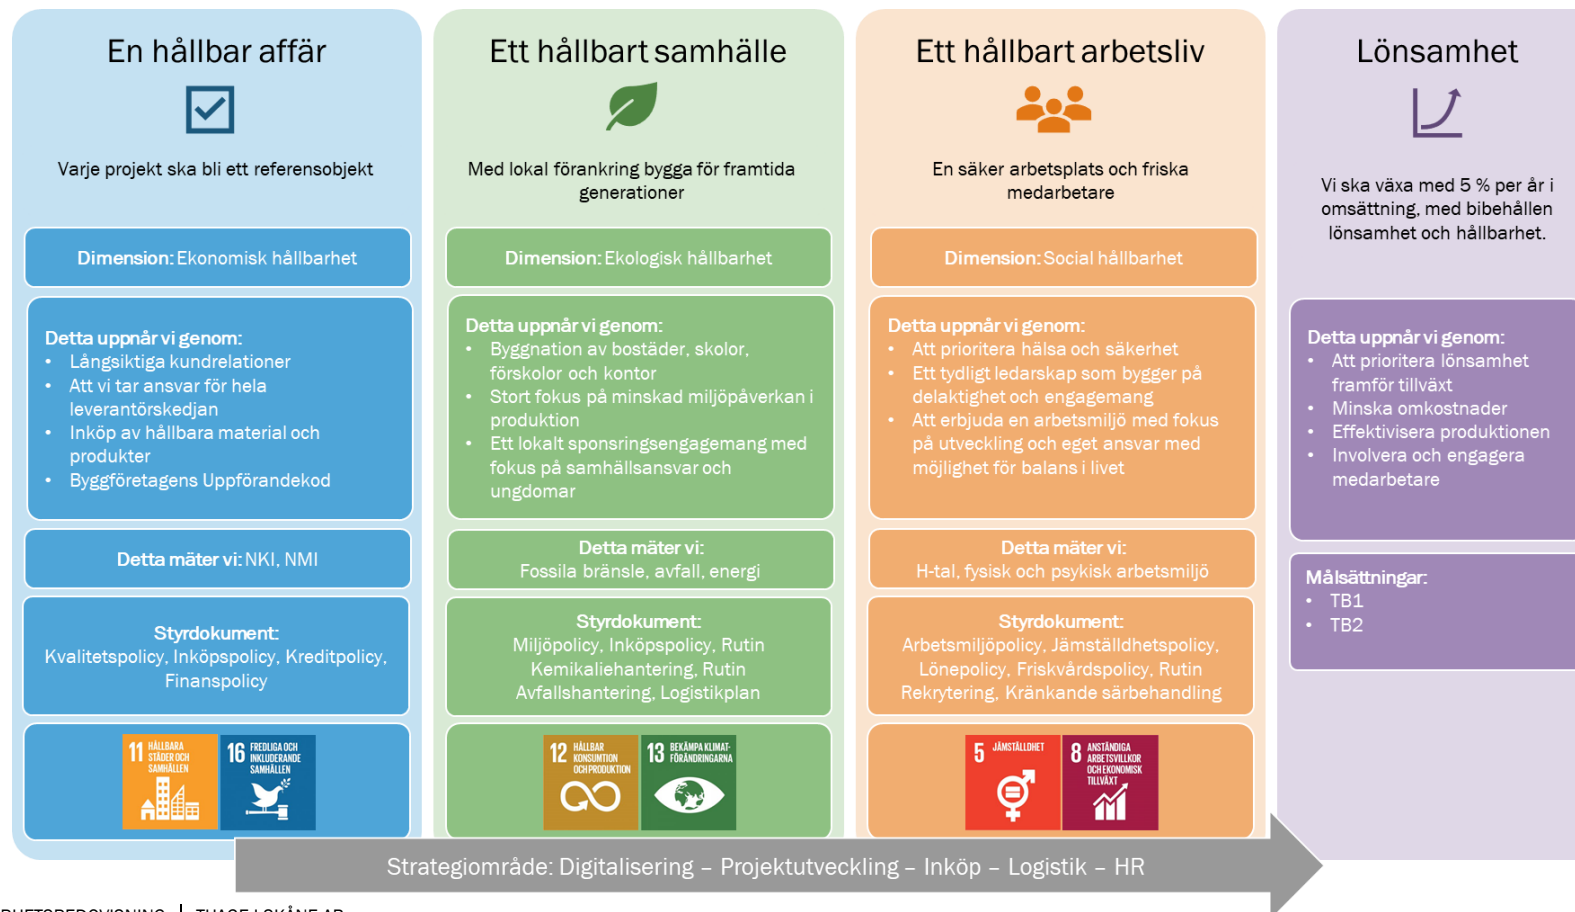 En hållbar affär
Varje projekt ska bli ett referensobjekt
Dimension: Ekonomisk hållbarhet
Detta uppnår vi genom:
• Långsiktiga kundrelationer
• Att vi tar ansvar för hela
leverantörskedjan
• Inköp av hållbara material och
produkter
• Byggföretagens Uppförandekod
Detta mäter vi: NKI, NMI
Styrdokument:
Kvalitetspolicy, Inköpspolicy, Kreditpolicy,
Finanspolicy
11 HÅLLBARA
STÄDER OCH
SAMHÄLLEN
16 FREDLIGA OCH
INKLUDERANDE
SAMHÄLLEN
Ett hållbart samhälle
Med lokal förankring bygga för framtida
generationer
Dimension: Ekologisk hållbarhet
Detta uppnår vi genom:
• Byggnation av bostäder, skolor,
förskolor och kontor
• Stort fokus på minskad miljöpåverkan i
produktion
• Ett lokalt sponsringsengagemang med
fokus på samhällsansvar och
ungdomar
Detta mäter vi:
Fossila bränsle, avfall, energi
Styrdokument:
Miljöpolicy, Inköpspolicy, Rutin
Kemikaliehantering, Rutin
Avfallshantering, Logistikplan
12 HÅLLBAR
KONSUMTION
OCH PRODUKTION
13 BEKÄMPA KLIMAT-
FÖRÄNDRINGARNA
Ett hållbart arbetsliv
En säker arbetsplats och friska
medarbetare
Dimension: Social hållbarhet
Detta uppnår vi genom:
• Att prioritera hälsa och säkerhet
• Ett tydligt ledarskap som bygger på
delaktighet och engagemang
• Att erbjuda en arbetsmiljö med fokus
på utveckling och eget ansvar med
möjlighet för balans i livet
Detta mäter vi:
H-tal, fysisk och psykisk arbetsmiljö
Styrdokument:
Arbetsmiljöpolicy, Jämställdhetspolicy,
Lönepolicy, Friskvårdspolicy, Rutin
Rekrytering, Kränkande särbehandling
5 JÄMSTÄLLDHET
8 ANSTÄNDIGA
ARBETSVILLKOR
OCH EKONOMISK
TILLVÄXT
Lönsamhet
Vi ska växa med 5 % per år i
omsättning, med bibehållen
lönsamhet och hållbarhet.
Detta uppnår vi genom:
• Att prioritera lönsamhet
framför tillväxt
• Minska omkostnader
• Effektivisera produktionen
• Involvera och engagera
medarbetare
Målsättningar:
• TB1
• TB2
Strategiområde: Digitalisering – Projektutveckling – Inköp – Logistik – HR